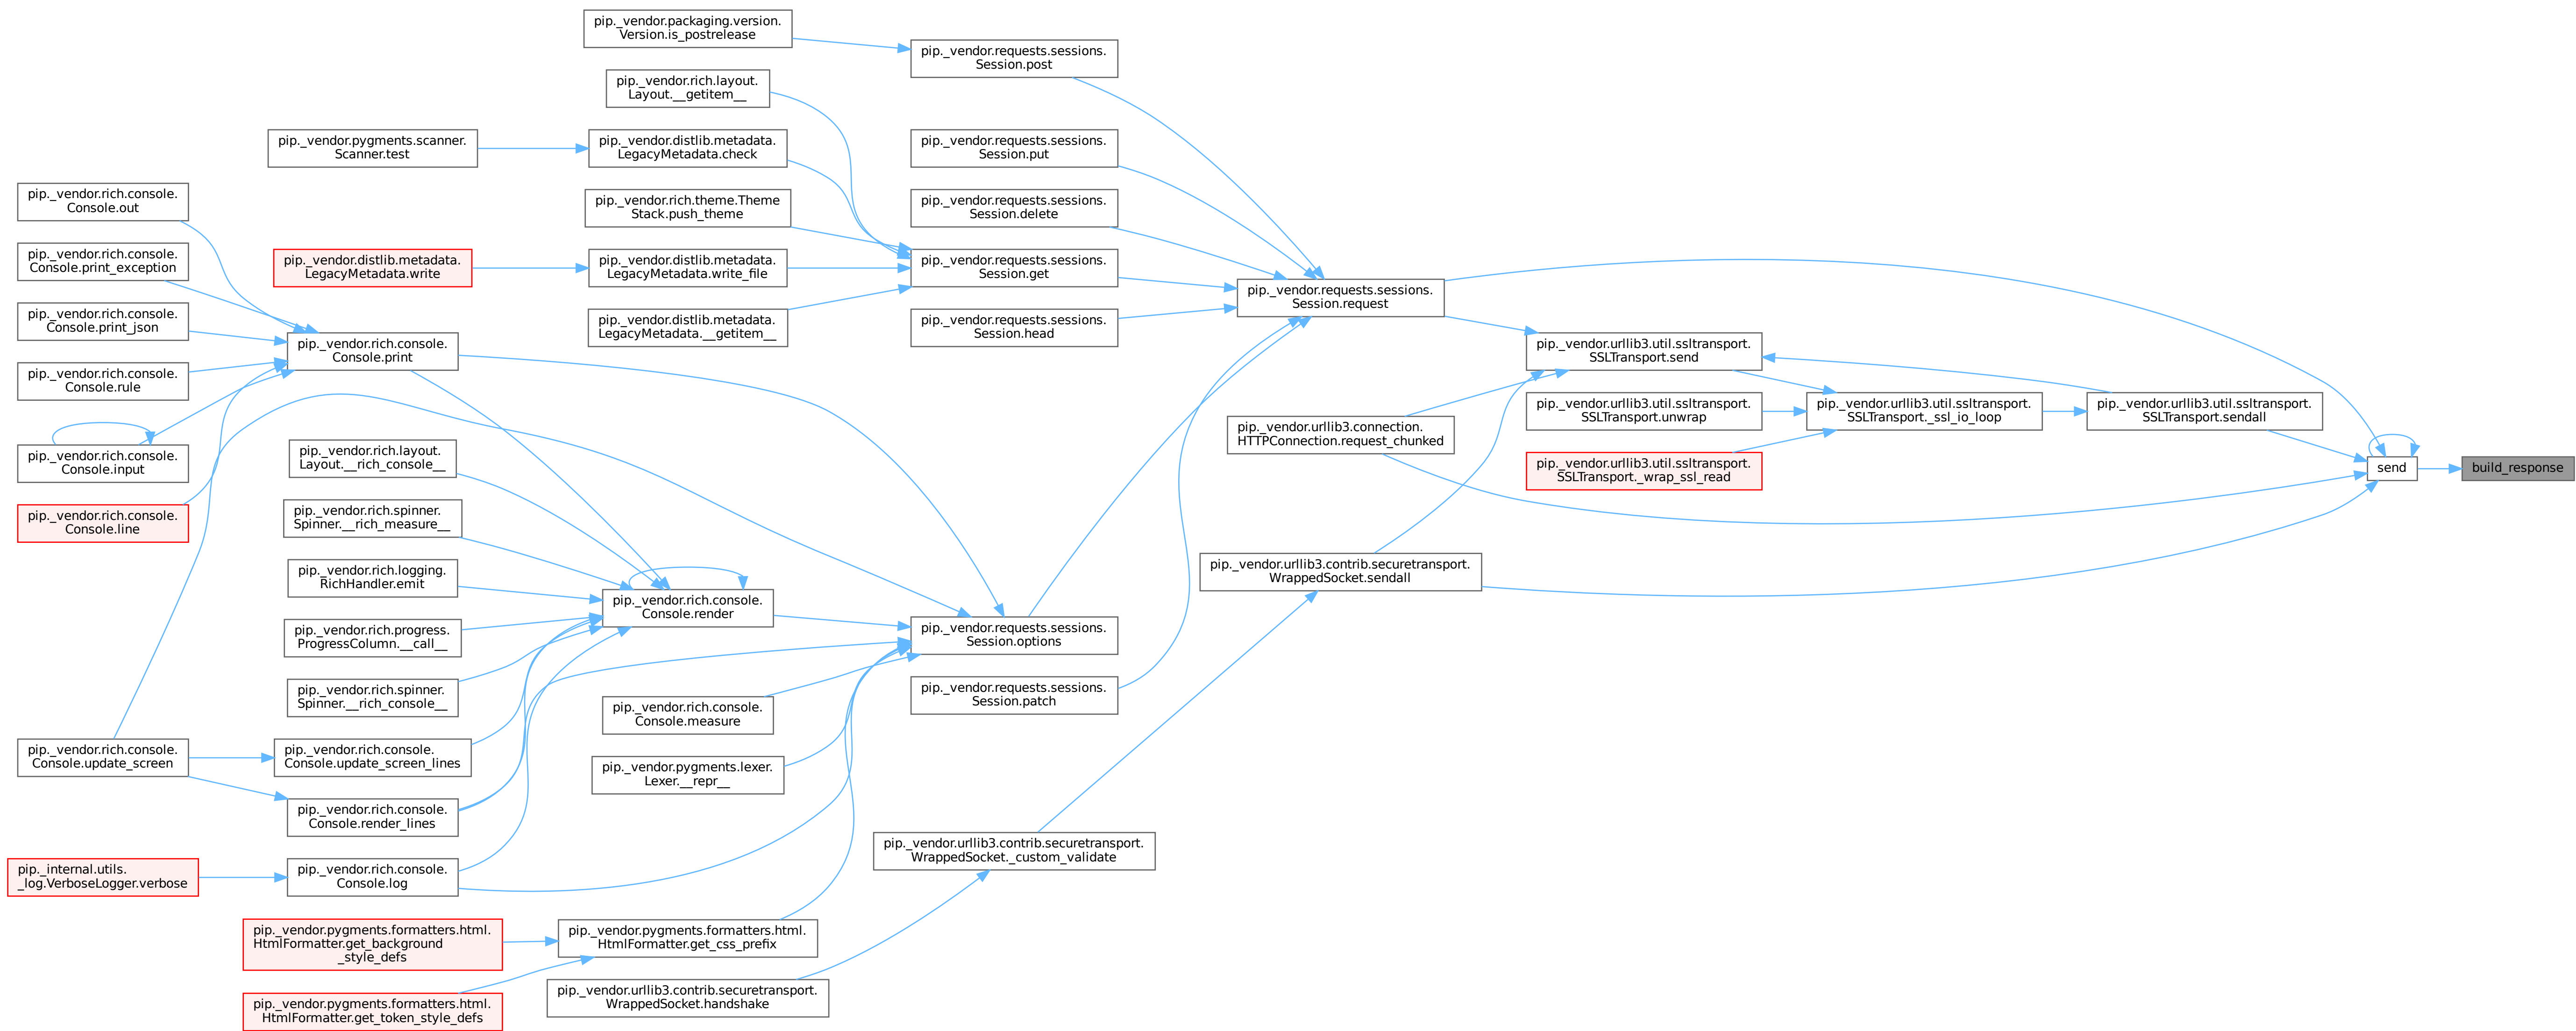 pip._vendor.packaging.version.
Version.is_postrelease
pip._vendor.requests.sessions.
Session.post
pip._vendor.rich.layout.
Layout.__getitem__
pip._vendor.pygments.scanner.
Scanner.test
pip._vendor.distlib.metadata.
LegacyMetadata.check
pip._vendor.requests.sessions.
Session.put
pip._vendor.rich.console.
Console.out
pip._vendor.rich.theme.Theme
Stack.push_theme
pip._vendor.requests.sessions.
Session.delete
pip._vendor.rich.console.
Console.print_exception
pip._vendor.distlib.metadata.
LegacyMetadata.write
pip._vendor.distlib.metadata.
LegacyMetadata.write_file
pip._vendor.requests.sessions.
Session.get
pip._vendor.requests.sessions.
Session.request
pip._vendor.rich.console.
Console.print_json
pip._vendor.distlib.metadata.
LegacyMetadata.__getitem__
pip._vendor.requests.sessions.
Session.head
pip._vendor.rich.console.
Console.print
pip._vendor.urllib3.util.ssltransport.
SSLTransport.send
pip._vendor.rich.console.
Console.rule
pip._vendor.urllib3.util.ssltransport.
SSLTransport.unwrap
pip._vendor.urllib3.util.ssltransport.
SSLTransport._ssl_io_loop
pip._vendor.urllib3.util.ssltransport.
SSLTransport.sendall
pip._vendor.urllib3.connection.
HTTPConnection.request_chunked
pip._vendor.rich.console.
Console.input
pip._vendor.rich.layout.
Layout.__rich_console__
pip._vendor.urllib3.util.ssltransport.
SSLTransport._wrap_ssl_read
send
build_response
pip._vendor.rich.console.
Console.line
pip._vendor.rich.spinner.
Spinner.__rich_measure__
pip._vendor.rich.logging.
RichHandler.emit
pip._vendor.urllib3.contrib.securetransport.
WrappedSocket.sendall
pip._vendor.rich.console.
Console.render
pip._vendor.rich.progress.
ProgressColumn.__call__
pip._vendor.requests.sessions.
Session.options
pip._vendor.rich.spinner.
Spinner.__rich_console__
pip._vendor.rich.console.
Console.measure
pip._vendor.requests.sessions.
Session.patch
pip._vendor.rich.console.
Console.update_screen
pip._vendor.rich.console.
Console.update_screen_lines
pip._vendor.pygments.lexer.
Lexer.__repr__
pip._vendor.rich.console.
Console.render_lines
pip._vendor.urllib3.contrib.securetransport.
WrappedSocket._custom_validate
pip._internal.utils.
_log.VerboseLogger.verbose
pip._vendor.rich.console.
Console.log
pip._vendor.pygments.formatters.html.
HtmlFormatter.get_background
_style_defs
pip._vendor.pygments.formatters.html.
HtmlFormatter.get_css_prefix
pip._vendor.pygments.formatters.html.
HtmlFormatter.get_token_style_defs
pip._vendor.urllib3.contrib.securetransport.
WrappedSocket.handshake